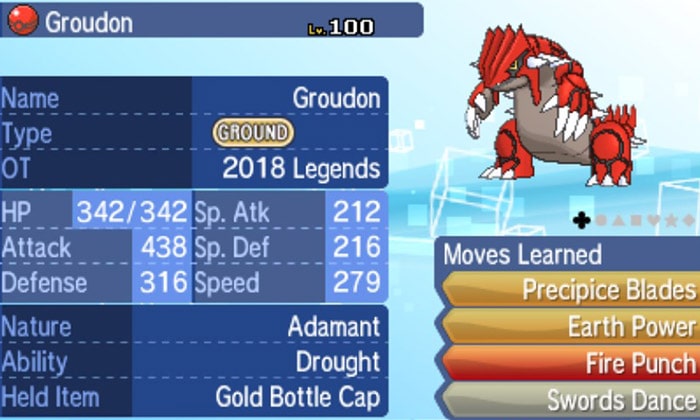 Groudon Lv.100
Name Groudon
Type GROUND
OT 2018 Legends
HP 342/342 Sp. Atk 212
Attack 438 Sp. Def 216
Defense 316 Speed 279
Nature Adamant
Ability Drought
Held Item Gold Bottle Cap
Moves Learned
Precipice Blades
Earth Power
Fire Punch
Swords Dance